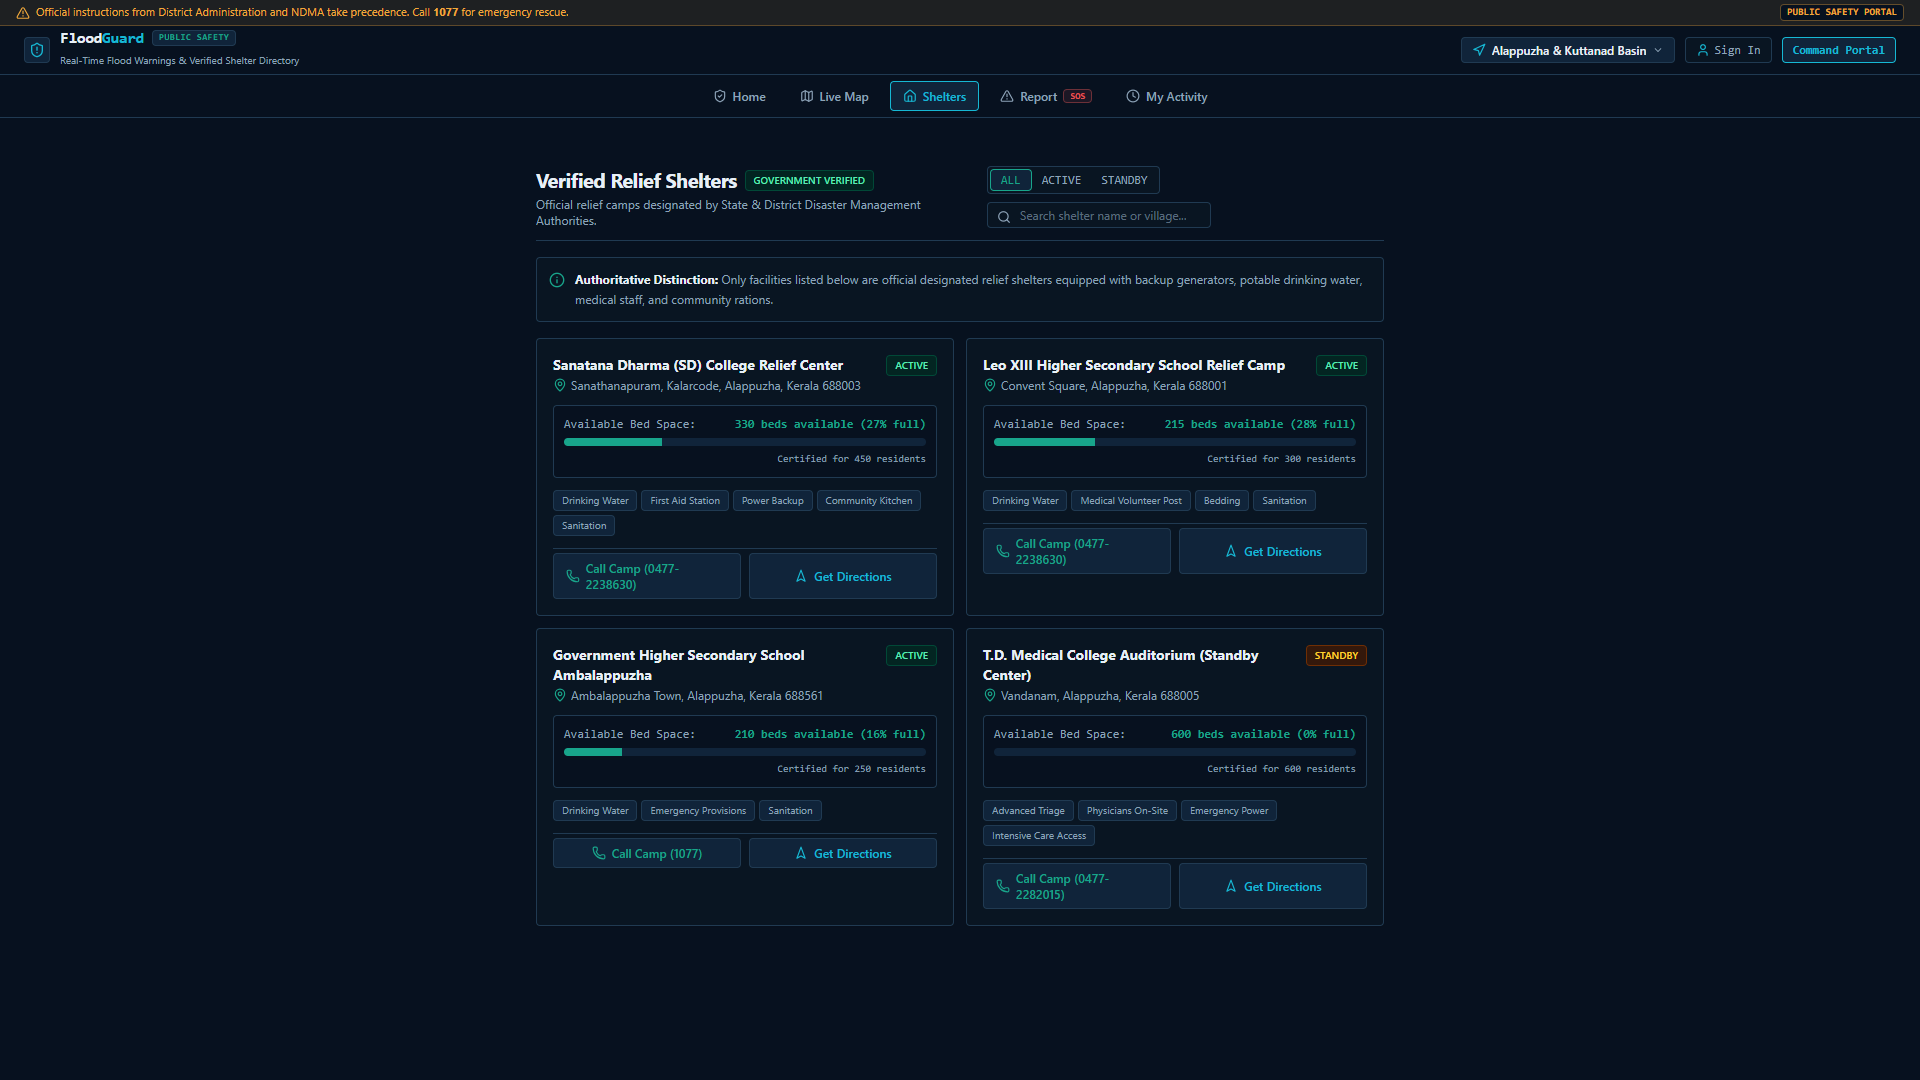 Official instructions from District Administration and NDMA take precedence. Call 1077 for emergency rescue.
PUBLIC SAFETY PORTAL
FloodGuard PUBLIC SAFETY
Real-Time Flood Warnings & Verified Shelter Directory
Alappuzha & Kuttanad Basin
Sign In
Command Portal
Home
Live Map
Shelters
Report SOS
My Activity
Verified Relief Shelters GOVERNMENT VERIFIED
Official relief camps designated by State & District Disaster Management
Authorities.
ALL ACTIVE STANDBY
Search shelter name or village...
Authoritative Distinction: Only facilities listed below are official designated relief shelters equipped with backup generators, potable drinking water,
medical staff, and community rations.
Sanatana Dharma (SD) College Relief Center ACTIVE
Sanathanapuram, Kalarcode, Alappuzha, Kerala 688003
Available Bed Space: 330 beds available (27% full)
Certified for 450 residents
Drinking Water First Aid Station Power Backup Community Kitchen
Sanitation
Call Camp (0477-
2238630)
Get Directions
Leo XIII Higher Secondary School Relief Camp ACTIVE
Convent Square, Alappuzha, Kerala 688001
Available Bed Space: 215 beds available (28% full)
Certified for 300 residents
Drinking Water Medical Volunteer Post Bedding Sanitation
Call Camp (0477-
2238630)
Get Directions
Government Higher Secondary School ACTIVE
Ambalappuzha
Ambalappuzha Town, Alappuzha, Kerala 688561
Available Bed Space: 210 beds available (16% full)
Certified for 250 residents
Drinking Water Emergency Provisions Sanitation
Call Camp (1077)
Get Directions
T.D. Medical College Auditorium (Standby STANDBY
Center)
Vandanam, Alappuzha, Kerala 688005
Available Bed Space: 600 beds available (0% full)
Certified for 600 residents
Advanced Triage Physicians On-Site Emergency Power
Intensive Care Access
Call Camp (0477-
2282015)
Get Directions